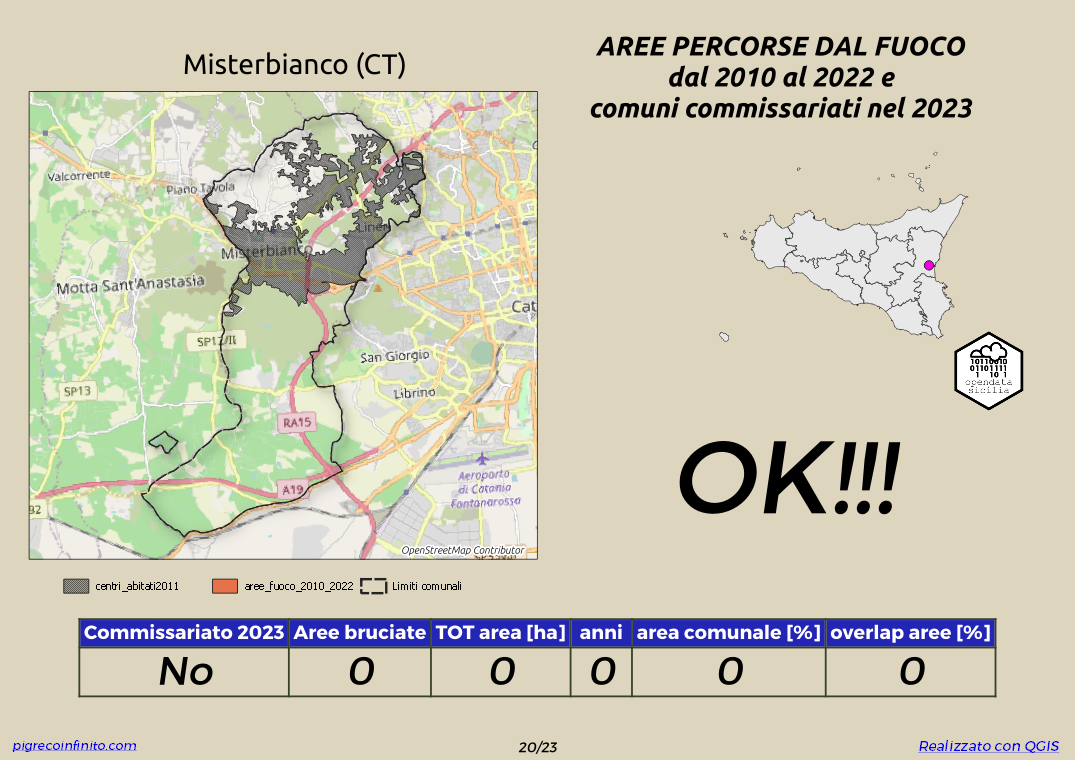 Misterbianco (CT)
AREE PERCORSE DAL FUOCO
dal 2010 al 2022 e
comuni commissariati nel 2023
Valcorrente
Piano Tavola
Lineri
Misterbianco
Motta Sant'Anastasia
Cat
SP12/II
San Giorgio
SP13
Librino
RA15
A19
Aeroporto
di Catania
Fontanarossa
OpenStreetMap Contributor
10110010
01101111
1 10 1
opendata
sicilia
OK!!!
centri_abitati2011
aree_fuoco_2010_2022
Limiti comunali
Commissariato 2023 Aree bruciate TOT area [ha] anni area comunale [%] overlap aree [%]
No 0 0 0 0 0
pigrecoinfinito.com
20/23
Realizzato con QGIS